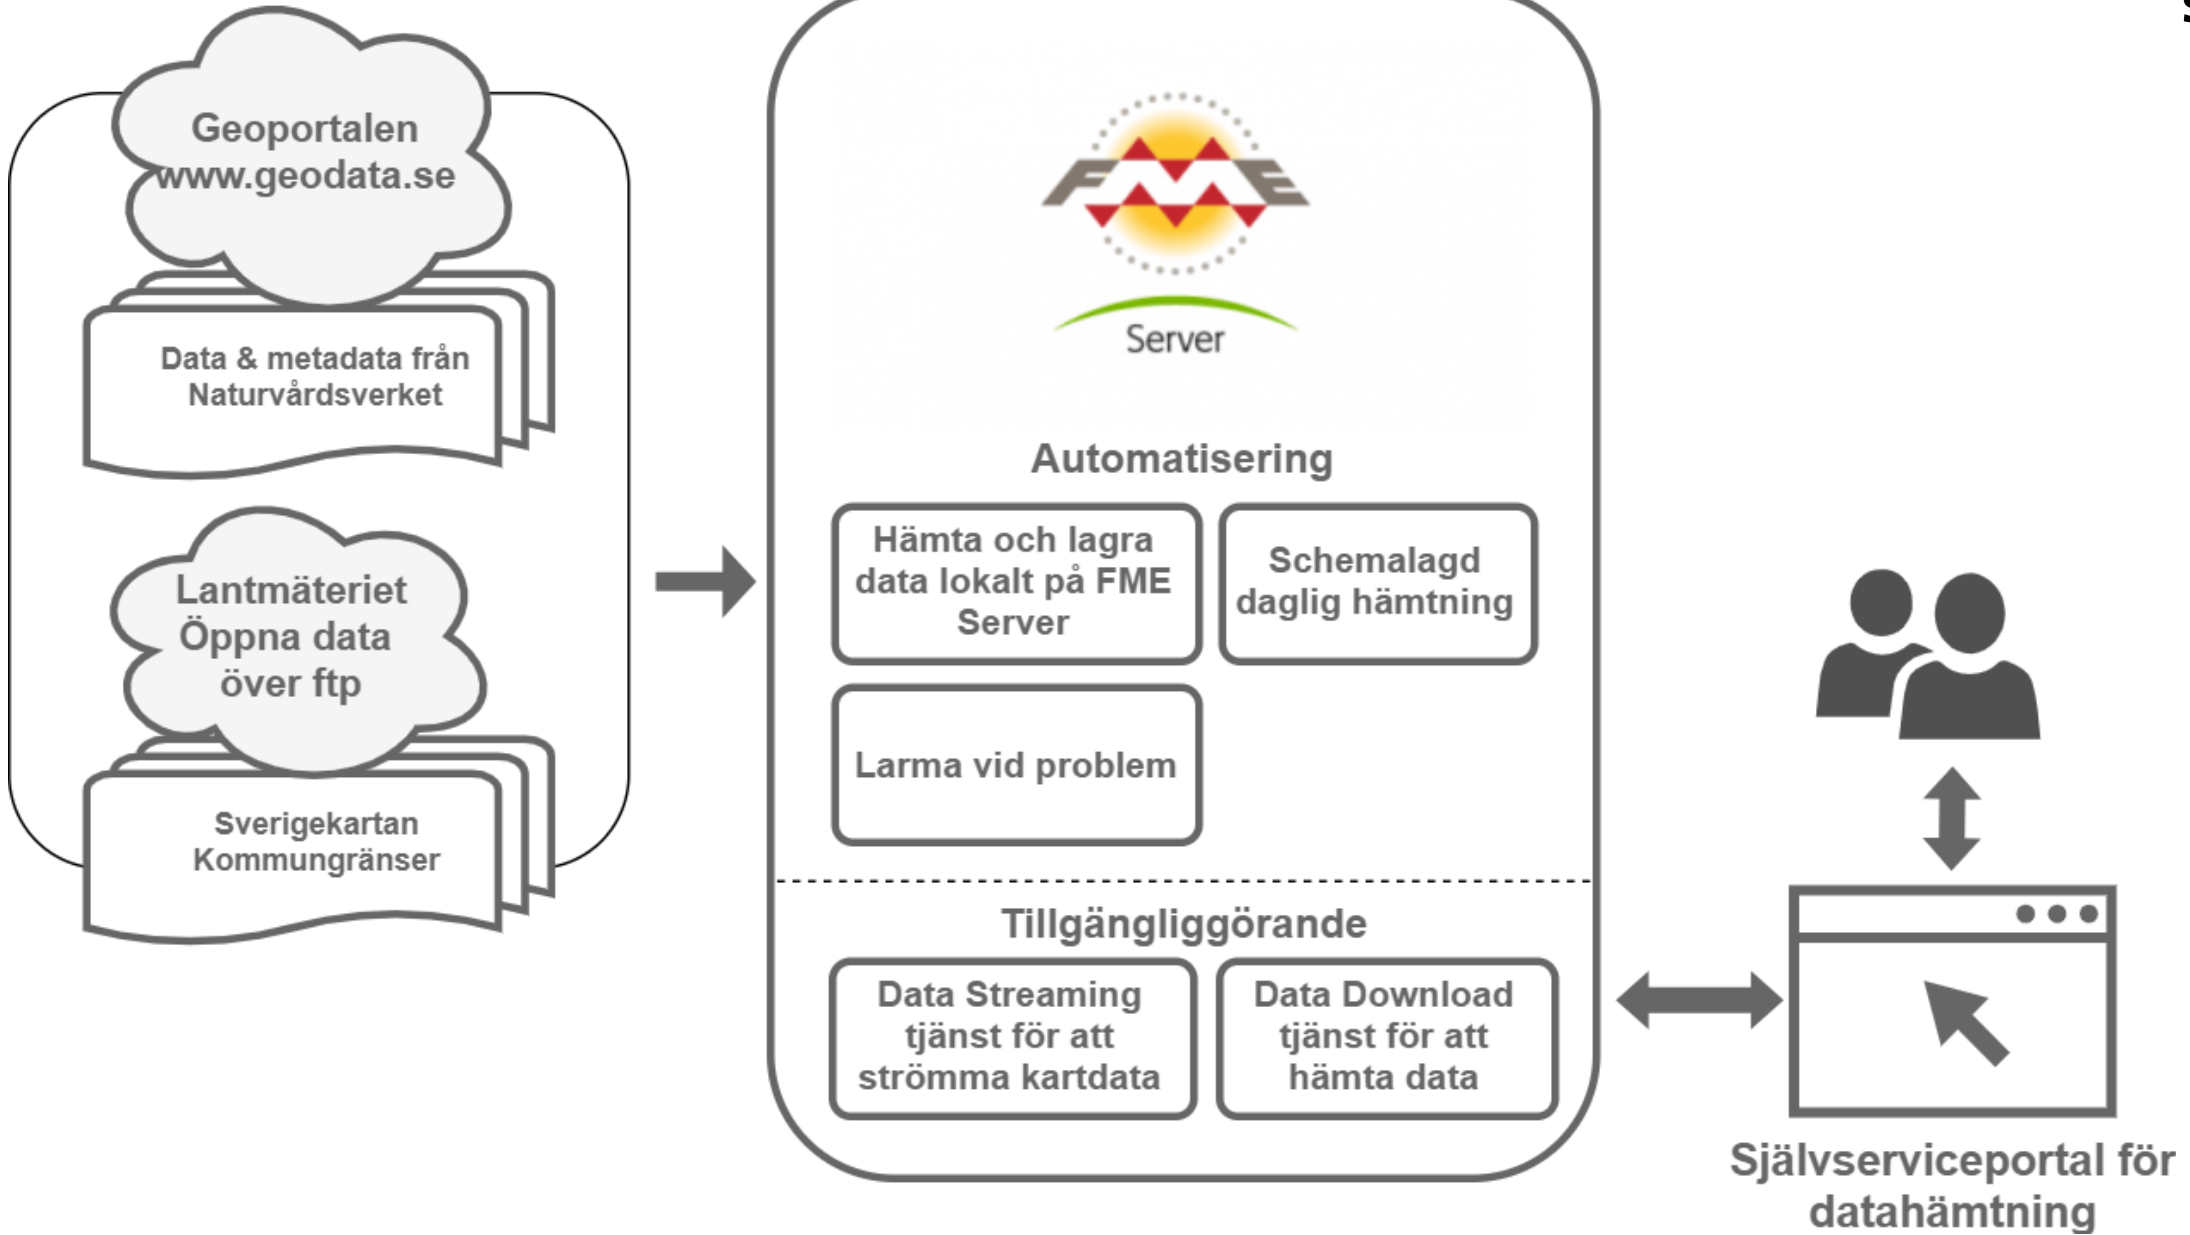 Geoportalen
www.geodata.se
Data & metadata från
Naturvårdsverket
Lantmäteriet
Öppna data
över ftp
Sverigekartan
Kommungränser
FME
Server
Automatisering
Hämta och lagra
data lokalt på FME
Server
Schemalagd
daglig hämtning
Larma vid problem
Tillgängliggörande
Data Streaming
tjänst för att
strömma kartdata
Data Download
tjänst för att
hämta data
Självserviceportal för
datahämtning